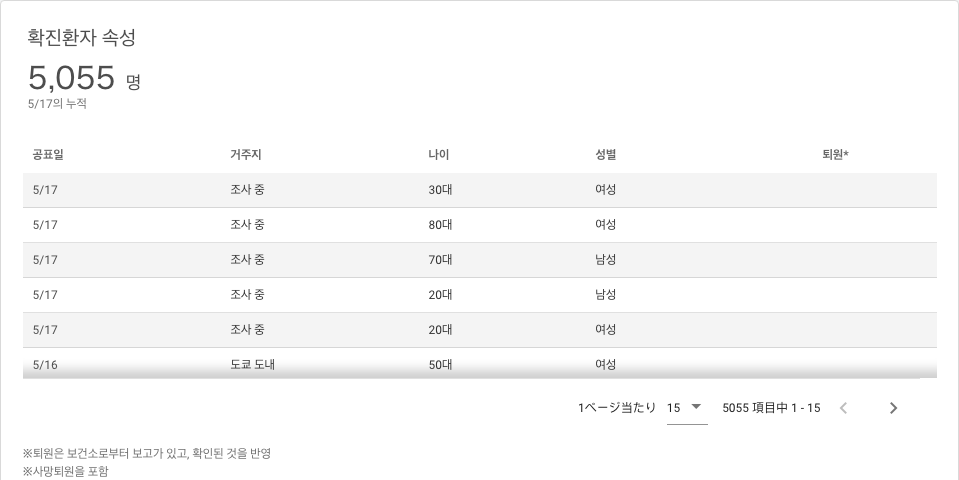 확진환자 속성
5,055 명
5/17의 누적
공표일 거주지 나이 성별 퇴원*
5/17 조사 중 30대 여성
5/17 조사 중 80대 여성
5/17 조사 중 70대 남성
5/17 조사 중 20대 남성
5/17 조사 중 20대 여성
5/16 도쿄 도내 50대 여성
1ページ当たり 15 5055 項目中 1 - 15
※퇴원은 보건소로부터 보고가 있고, 확인된 것을 반영
※사망퇴원을 포함